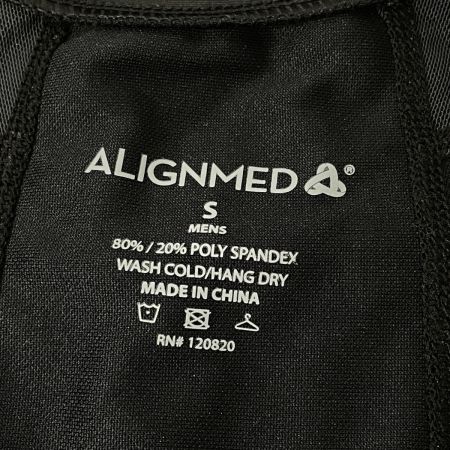 ALIGNMED®
S
MENS
80% / 20% POLY SPANDEX
WASH COLD/HANG DRY
MADE IN CHINA
RN# 120820